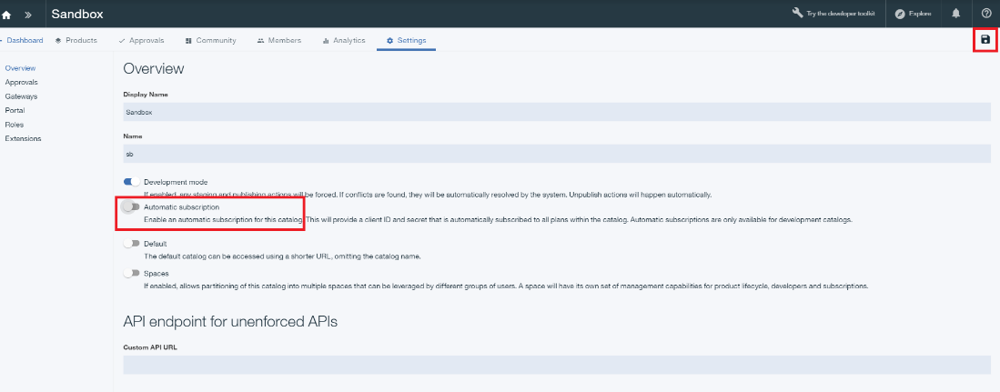 Sandbox Try the developer toolkit Explore
Dashboard Products Approvals Community Members Analytics Settings
Overview
Approvals
Gateways
Portal
Roles
Extensions
Overview
Display Name
Sandbox
Name
sb
Development mode
If enabled, any staging and publishing actions will be forced. If conflicts are found, they will be automatically resolved by the system. Unpublish actions will happen automatically.
Automatic subscription
Enable an automatic subscription for this catalog. This will provide a client ID and secret that is automatically subscribed to all plans within the catalog. Automatic subscriptions are only available for development catalogs.
Default
The default catalog can be accessed using a shorter URL, omitting the catalog name.
Spaces
If enabled, allows partitioning of this catalog into multiple spaces that can be leveraged by different groups of users. A space will have its own set of management capabilities for product lifecycle, developers and subscriptions.
API endpoint for unenforced APIs
Custom API URL